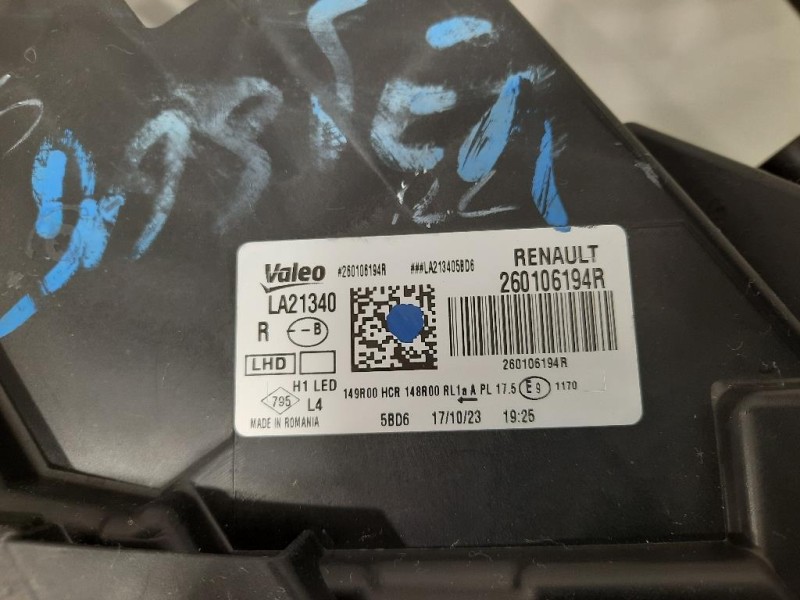 Valeo #260106194R ###LA213405BD6 RENAULT
LA21340 260106194R
R --B
260106194R
LHD
H1 LED 149R00 HCR 148R00 RL1a A PL 17.5 E9 1170
795 L4
MADE IN ROMANIA 5BD6 17/10/23 19:25